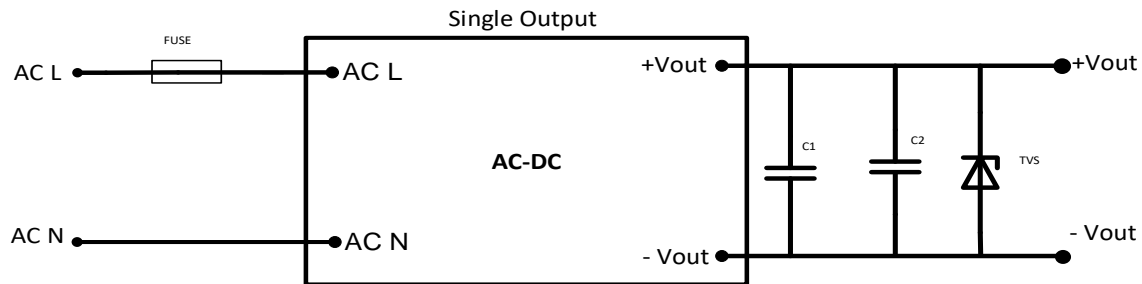 Single Output
FUSE
AC L
AC L
+Vout
+Vout
C1
C2
AC-DC
TVS
AC N
AC N
- Vout
- Vout